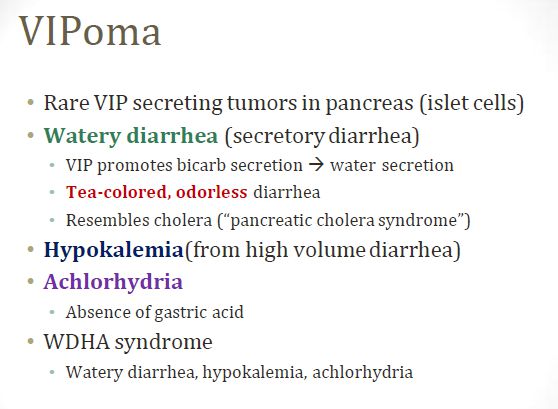 VIPoma
• Rare VIP secreting tumors in pancreas (islet cells)
• Watery diarrhea (secretory diarrhea)
• VIP promotes bicarb secretion → water secretion
• Tea-colored, odorless diarrhea
• Resembles cholera (“pancreatic cholera syndrome”)
• Hypokalemia(from high volume diarrhea)
• Achlorhydria
• Absence of gastric acid
• WDHA syndrome
• Watery diarrhea, hypokalemia, achlorhydria